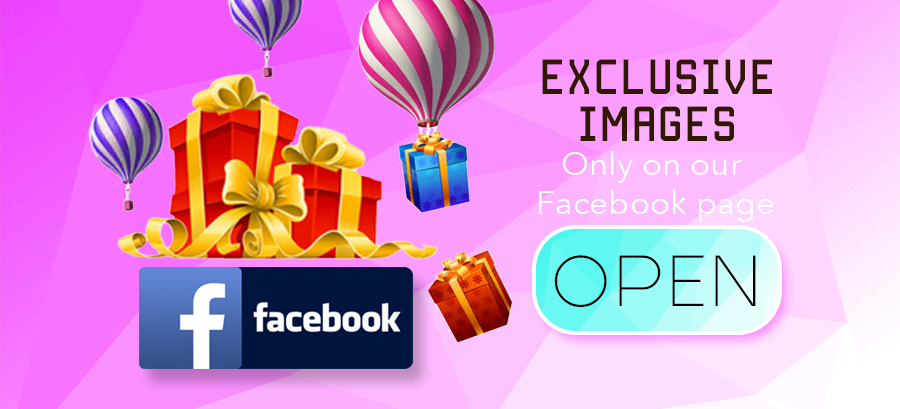 EXCLUSIVE
IMAGES
Only on our
Facebook page
OPEN
f facebook